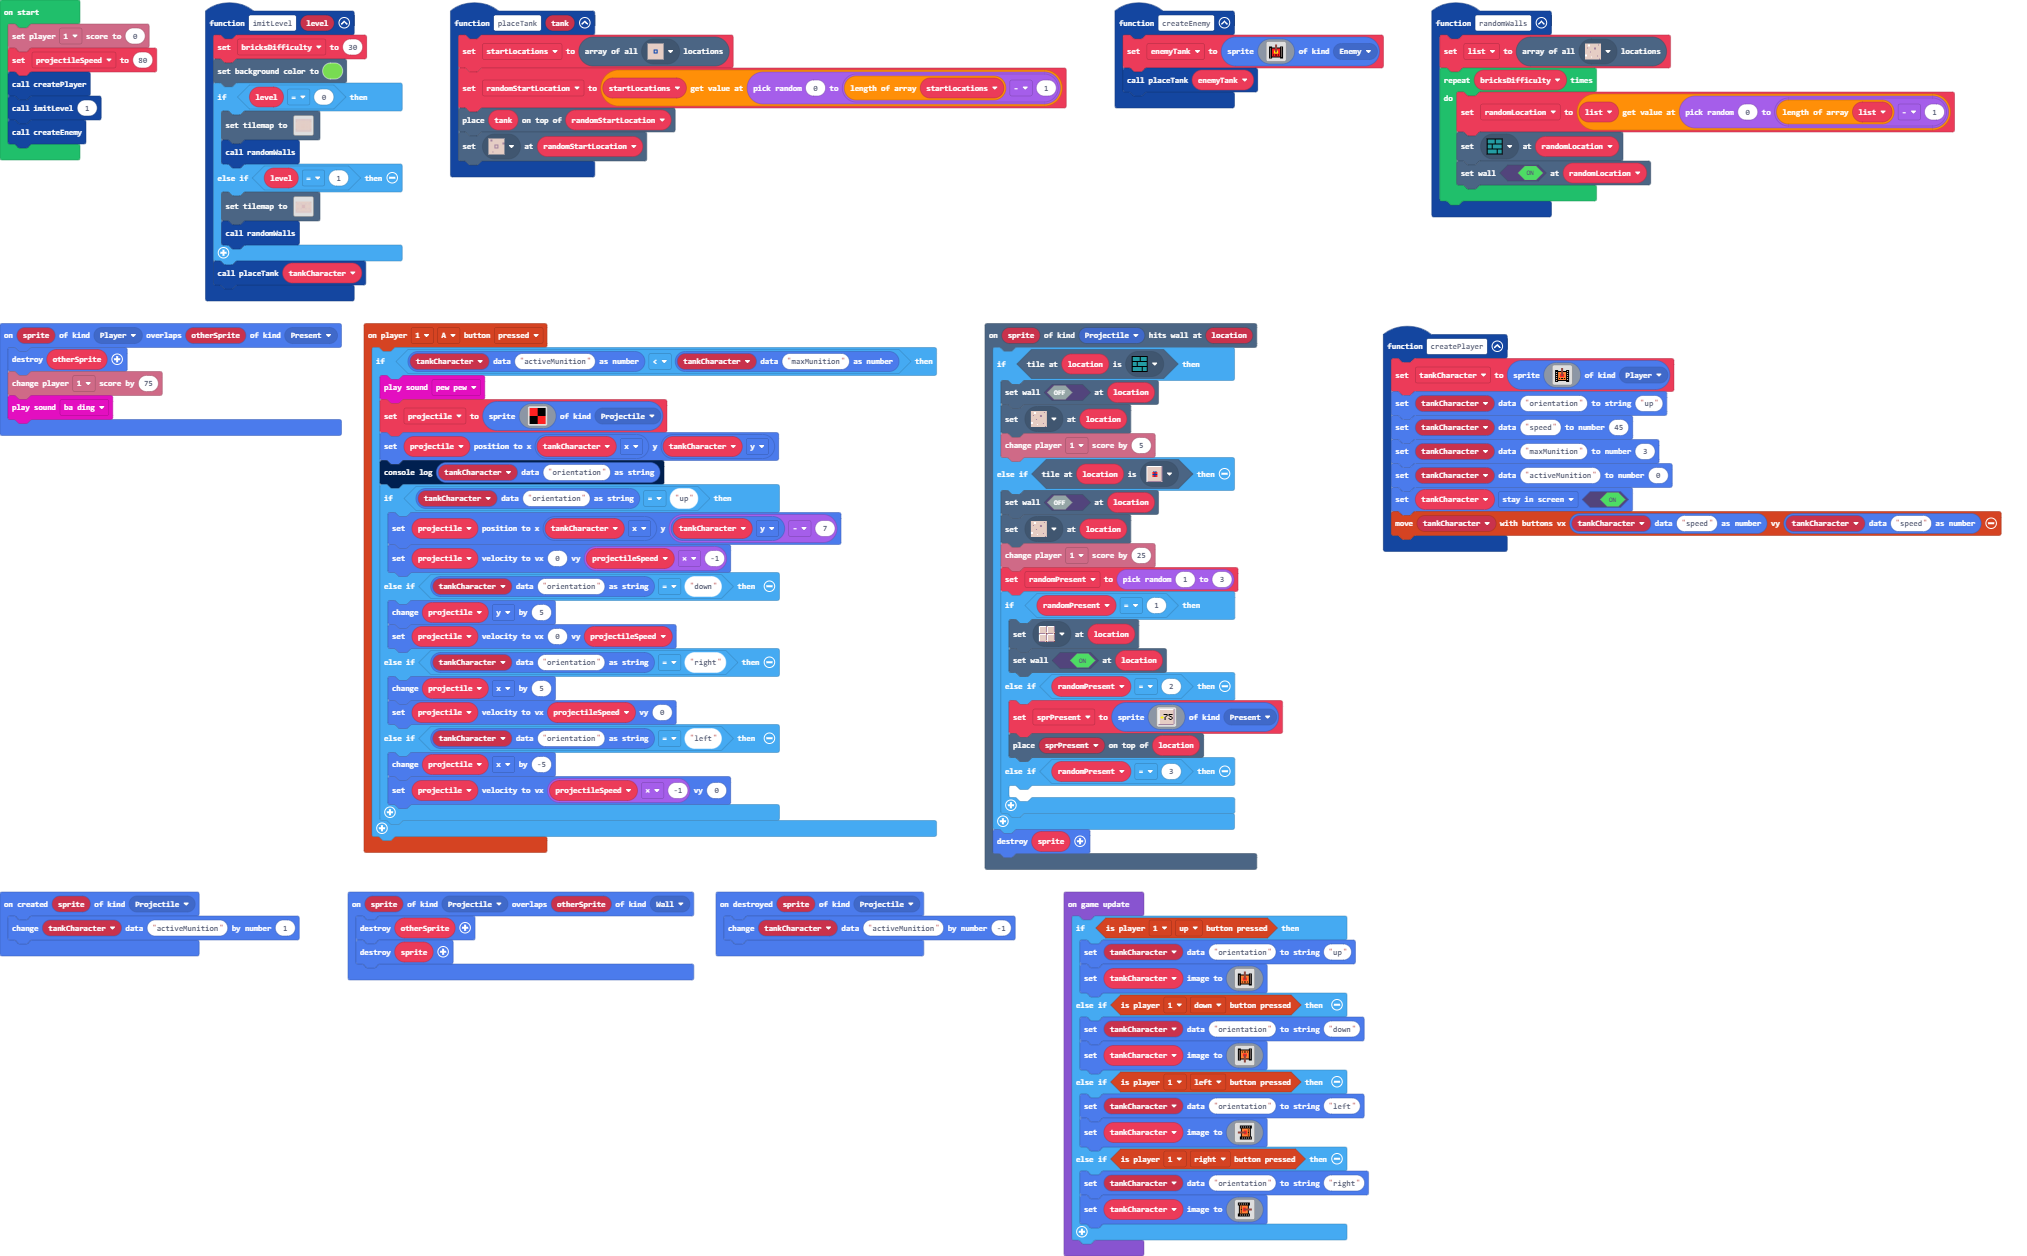 on start
set player 1 score to 0
set projectileSpeed to 80
call createPlayer
call imitLevel 1
call createEnemy
function imitLevel level
set bricksDifficulty to 30
set background color to
if level = 0 then
set tilemap to
call randomWalls
else if level = 1 then
set tilemap to
call randomWalls
call placeTank tankCharacter
function placeTank tank
set startLocations to array of all locations
set randomStartLocation to startLocations get value at pick random 0 to length of array startLocations - 1
place tank on top of randomStartLocation
set at randomStartLocation
function createEnemy
set enemyTank to sprite of kind Enemy
call placeTank enemyTank
function randomWalls
set list to array of all locations
repeat bricksDifficulty times
do
set randomLocation to list get value at pick random 0 to length of array list - 1
set at randomLocation
set wall ON at randomLocation
on sprite of kind Player overlaps otherSprite of kind Present
destroy otherSprite
change player 1 score by 75
play sound ba ding
on player 1 A button pressed
if tankCharacter data "activeMunition" as number < tankCharacter data "maxMunition" as number then
play sound pew pew
set projectile to sprite of kind Projectile
set projectile position to x tankCharacter x y tankCharacter y
console log tankCharacter data "orientation" as string
if tankCharacter data "orientation" as string = "up" then
set projectile position to x tankCharacter x y tankCharacter y - 7
set projectile velocity to vx 0 vy projectileSpeed × -1
else if tankCharacter data "orientation" as string = "down" then
change projectile y by 5
set projectile velocity to vx 0 vy projectileSpeed
else if tankCharacter data "orientation" as string = "right" then
change projectile x by 5
set projectile velocity to vx projectileSpeed vy 0
else if tankCharacter data "orientation" as string = "left" then
change projectile x by -5
set projectile velocity to vx projectileSpeed × -1 vy 0
on sprite of kind Projectile hits wall at location
if tile at location is then
set wall OFF at location
set at location
change player 1 score by 5
else if tile at location is then
set wall OFF at location
set at location
change player 1 score by 25
set randomPresent to pick random 1 to 3
if randomPresent = 1 then
set at location
set wall ON at location
else if randomPresent = 2 then
set sprPresent to sprite 75 of kind Present
place sprPresent on top of location
else if randomPresent = 3 then
destroy sprite
function createPlayer
set tankCharacter to sprite of kind Player
set tankCharacter data "orientation" to string "up"
set tankCharacter data "speed" to number 45
set tankCharacter data "maxMunition" to number 3
set tankCharacter data "activeMunition" to number 0
set tankCharacter stay in screen ON
move tankCharacter with buttons vx tankCharacter data "speed" as number vy tankCharacter data "speed" as number
on created sprite of kind Projectile
change tankCharacter data "activeMunition" by number 1
on sprite of kind Projectile overlaps otherSprite of kind Wall
destroy otherSprite
destroy sprite
on destroyed sprite of kind Projectile
change tankCharacter data "activeMunition" by number -1
on game update
if is player 1 up button pressed then
set tankCharacter data "orientation" to string "up"
set tankCharacter image to
else if is player 1 down button pressed then
set tankCharacter data "orientation" to string "down"
set tankCharacter image to
else if is player 1 left button pressed then
set tankCharacter data "orientation" to string "left"
set tankCharacter image to
else if is player 1 right button pressed then
set tankCharacter data "orientation" to string "right"
set tankCharacter image to